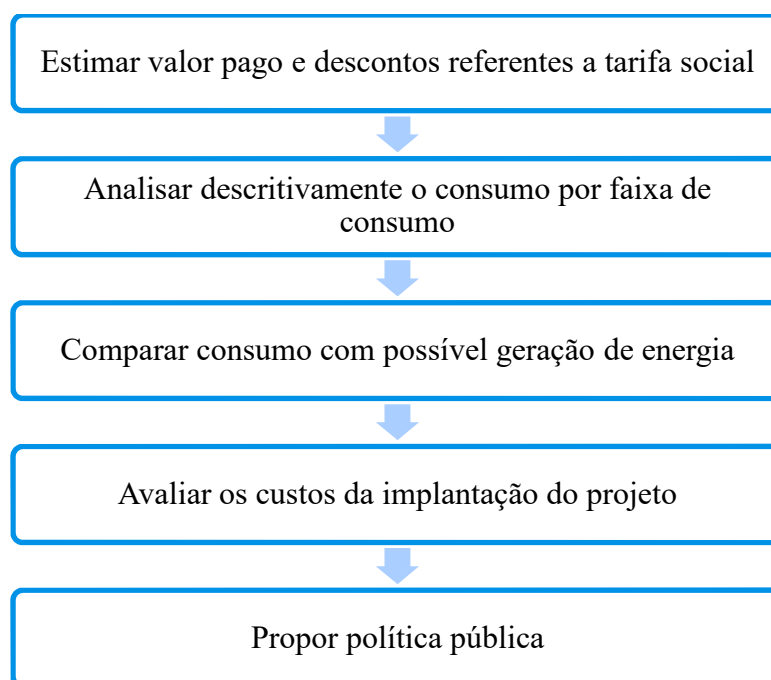 Estimar valor pago e descontos referentes a tarifa social
Analisar descritivamente o consumo por faixa de
consumo
Comparar consumo com possível geração de energia
Avaliar os custos da implantação do projeto
Propor política pública